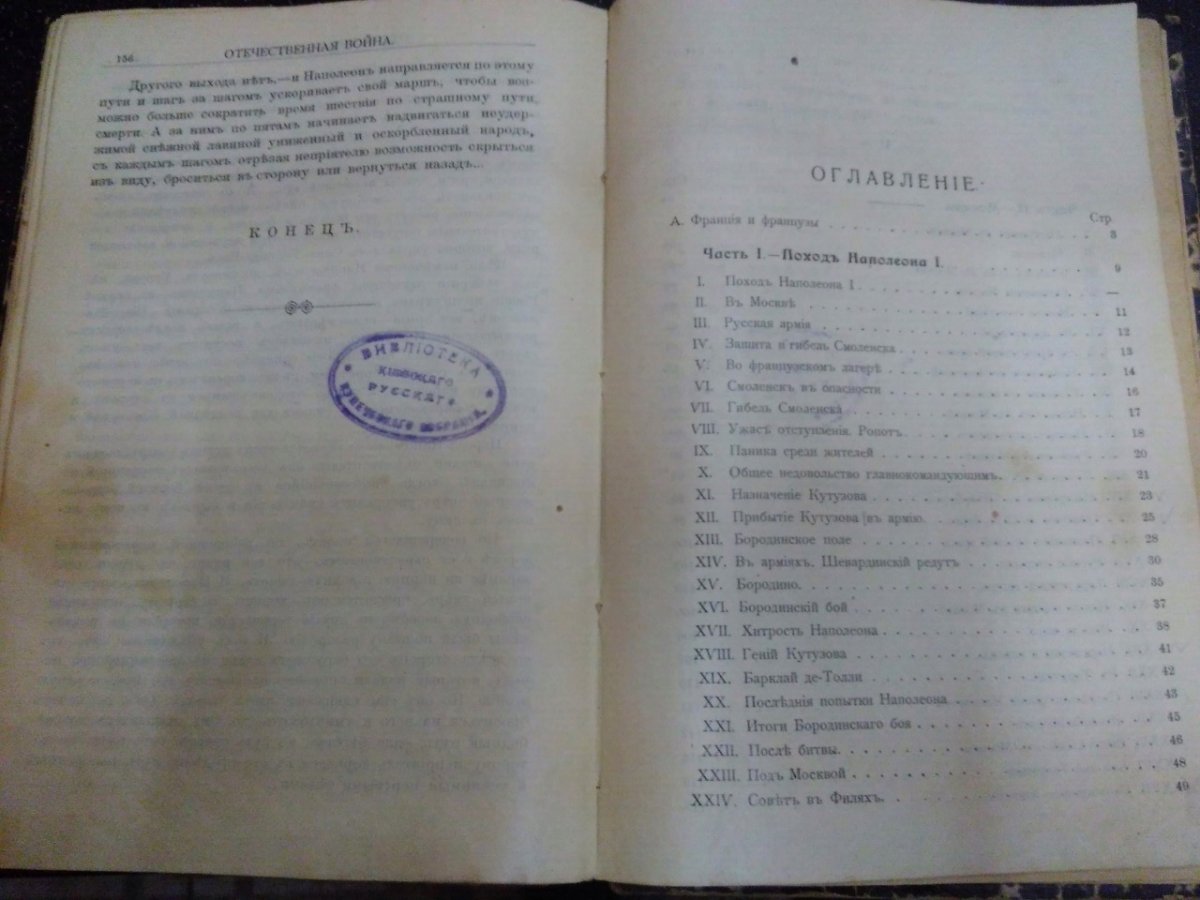 156.
ОТЕЧЕСТВЕННАЯ ВОЙНА.
Другого выхода нѣтъ,—и Наполеонъ направляется по этому
пути и шагъ за шагомъ ускоряетъ свой маршъ, чтобы воз-
можно больше сократить время шествія по страшному пути,
смерти. А за нимъ по пятамъ начинаетъ надвигаться неудер-
жимой снѣжной лавиной униженный и оскорбленный народъ,
съ каждымъ шагомъ отрѣзая непріятелю возможность скрыться
изъ виду, броситься въ сторону или вернуться назадъ...
КОНЕЦЪ.
БИБЛІОТЕКА
КІЕВСКАГО
РУССКАГО
СОБРАНІЯ
ОГЛАВЛЕНІЕ.
Стр.
А. Франція и французы 3
Часть I.—Походъ Наполеона I. 9
I. Походъ Наполеона I —
II. Въ Москвѣ 11
III. Русская армія 12
IV. Защита и гибель Смоленска 13
V. Во французскомъ лагерѣ 14
VI. Смоленскъ въ опасности 16
VII. Гибель Смоленска 17
VIII. Ужасъ отступленія. Ропотъ 18
IX. Паника среди жителей 20
X. Общее недовольство главнокомандующимъ. 21
XI. Назначеніе Кутузова 23
XII. Прибытіе Кутузова въ армію. 25
XIII. Бородинское поле 28
XIV. Въ арміяхъ. Шевардинскій редутъ 30
XV. Бородино. 35
XVI. Бородинскій бой 37
XVII. Хитрость Наполеона 38
XVIII. Геній Кутузова 41
XIX. Барклай де-Толли 42
XX. Послѣднія попытки Наполеона 43
XXI. Итоги Бородинскаго боя 45
XXII. Послѣ битвы. 46
XXIII. Подъ Москвой 48
XXIV. Совѣтъ въ Филяхъ. 49